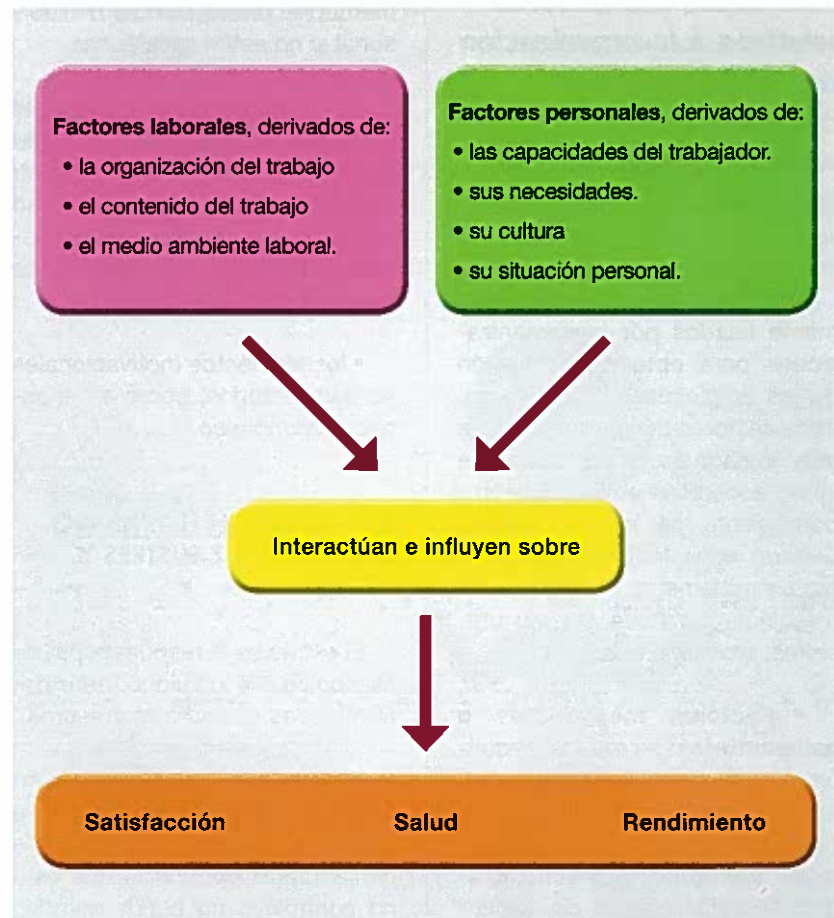 Factores laborales, derivados de:
• la organización del trabajo
• el contenido del trabajo
• el medio ambiente laboral.
Factores personales, derivados de:
• las capacidades del trabajador.
• sus necesidades.
• su cultura
• su situación personal.
Interactúan e influyen sobre
Satisfacción Salud Rendimiento